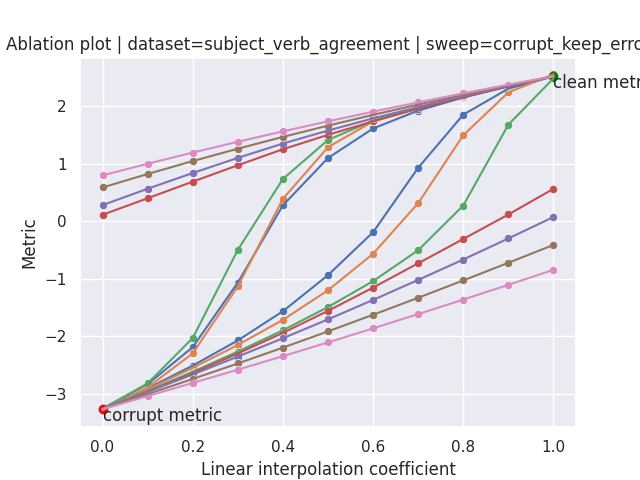 Ablation plot | dataset=subject_verb_agreement | sweep=corrupt_keep_erro
clean metr
2
1
0
−1
−2
−3
Metric
corrupt metric
0.0 0.2 0.4 0.6 0.8 1.0
Linear interpolation coefficient